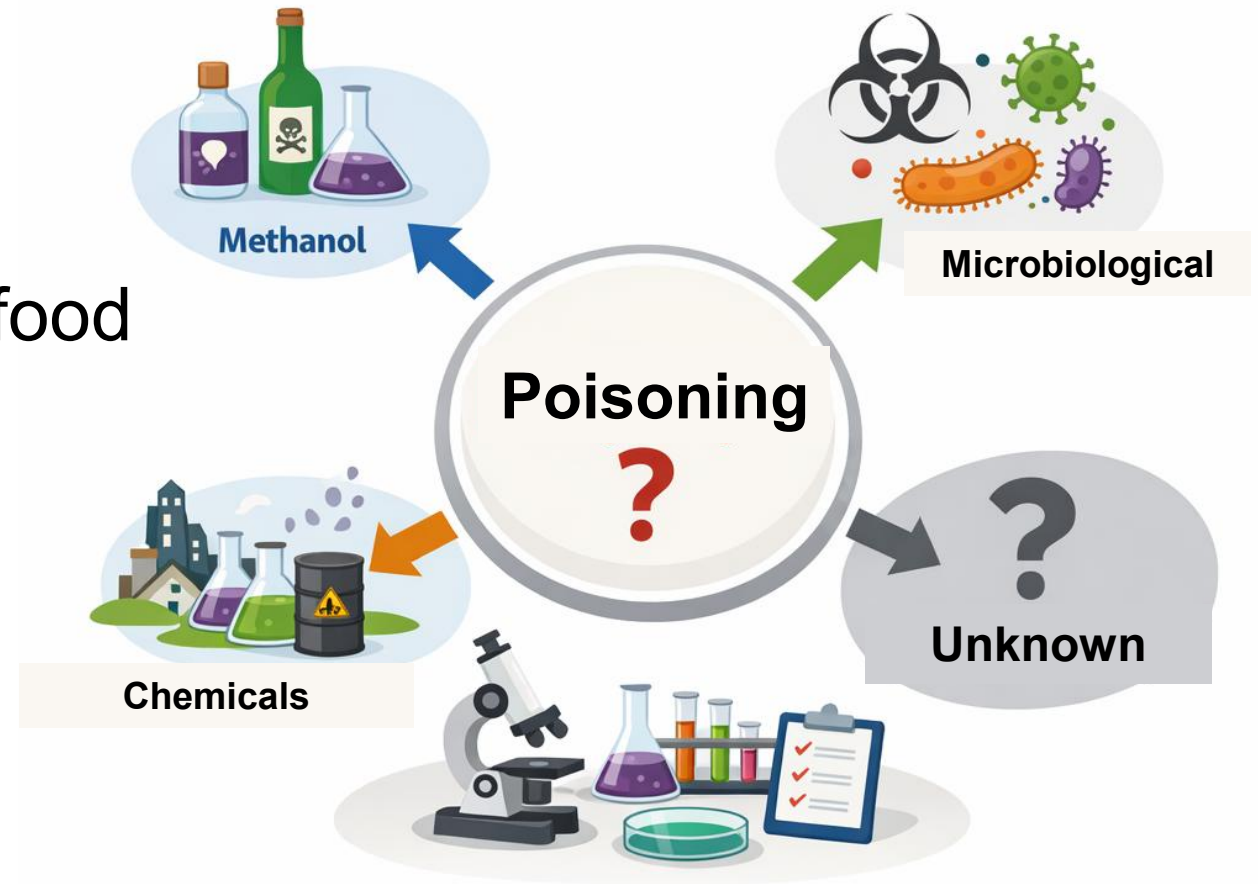 Methanol
Microbiological
food
Poisoning
?
?
Unknown
Chemicals